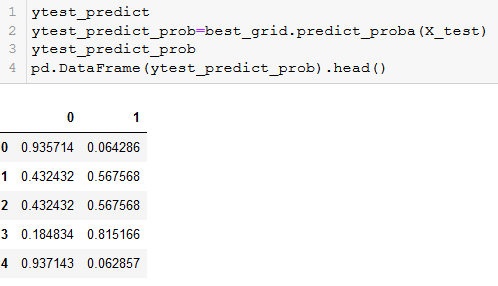 1 ytest_predict
2 ytest_predict_prob=best_grid.predict_proba(X_test)
3 ytest_predict_prob
4 pd.DataFrame(ytest_predict_prob).head()
0 1
0 0.935714 0.064286
1 0.432432 0.567568
2 0.432432 0.567568
3 0.184834 0.815166
4 0.937143 0.062857